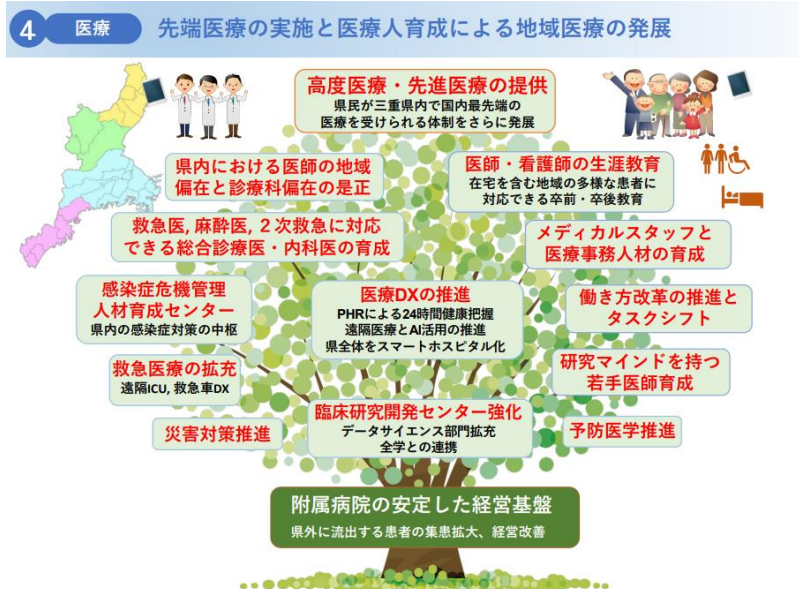 4 医療 先端医療の実施と医療人育成による地域医療の発展
高度医療・先進医療の提供
県民が三重県内で国内最先端の
医療を受けられる体制をさらに発展
県内における医師の地域
偏在と診療科偏在の是正
医師・看護師の生涯教育
在宅を含む地域の多様な患者に
対応できる卒前・卒後教育
救急医, 麻酔医, ２次救急に対応
できる総合診療医・内科医の育成
メディカルスタッフと
医療事務人材の育成
感染症危機管理
人材育成センター
県内の感染症対策の中枢
医療DXの推進
PHRによる24時間健康把握
遠隔医療とAI活用の推進
県全体をスマートホスピタル化
働き方改革の推進と
タスクシフト
救急医療の拡充
遠隔ICU, 救急車DX
研究マインドを持つ
若手医師育成
災害対策推進
臨床研究開発センター強化
データサイエンス部門拡充
全学との連携
予防医学推進
附属病院の安定した経営基盤
県外に流出する患者の集患拡大、経営改善